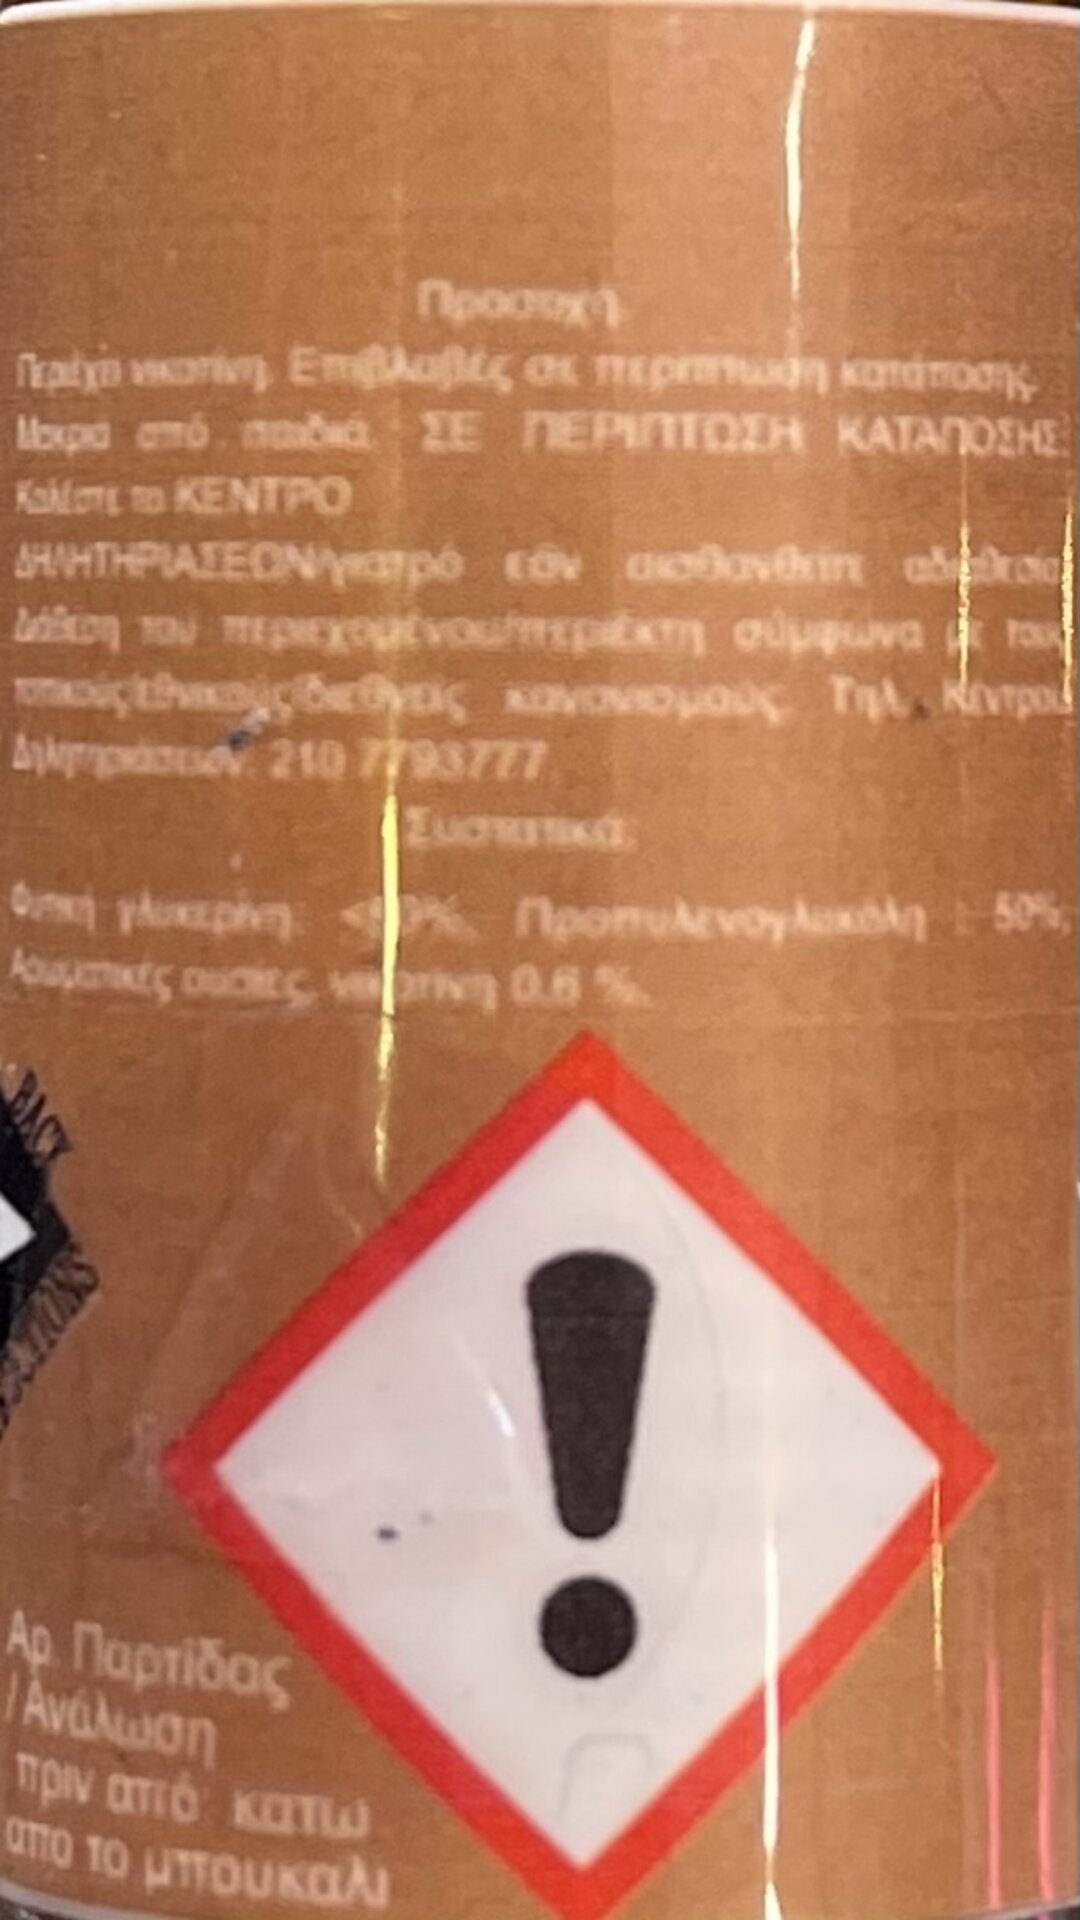 Προσοχή
Περιέχει νικοτίνη. Επιβλαβές σε περίπτωση κατάποσης.
Μακριά από παιδιά. ΣΕ ΠΕΡΙΠΤΩΣΗ ΚΑΤΑΠΟΣΗΣ:
Καλέστε το ΚΕΝΤΡΟ
ΔΗΛΗΤΗΡΙΑΣΕΩΝ/γιατρό εάν αισθανθείτε αδιαθεσία
Διάθεση του περιεχομένου/περιέκτη σύμφωνα με τους
τοπικούς/εθνικούς/διεθνείς κανονισμούς. Τηλ. Κέντρου
Δηλητηριάσεων: 210 7793777
Συστατικά:
Φυτική γλυκερίνη: Προπυλενογλυκόλη : 50%,
Αρωματικές ουσίες, νικοτίνη 0.6 %.
BACK
Αρ. Παρτίδας
/ Ανάλωση
πριν από: κατω
απο το μπουκαλι